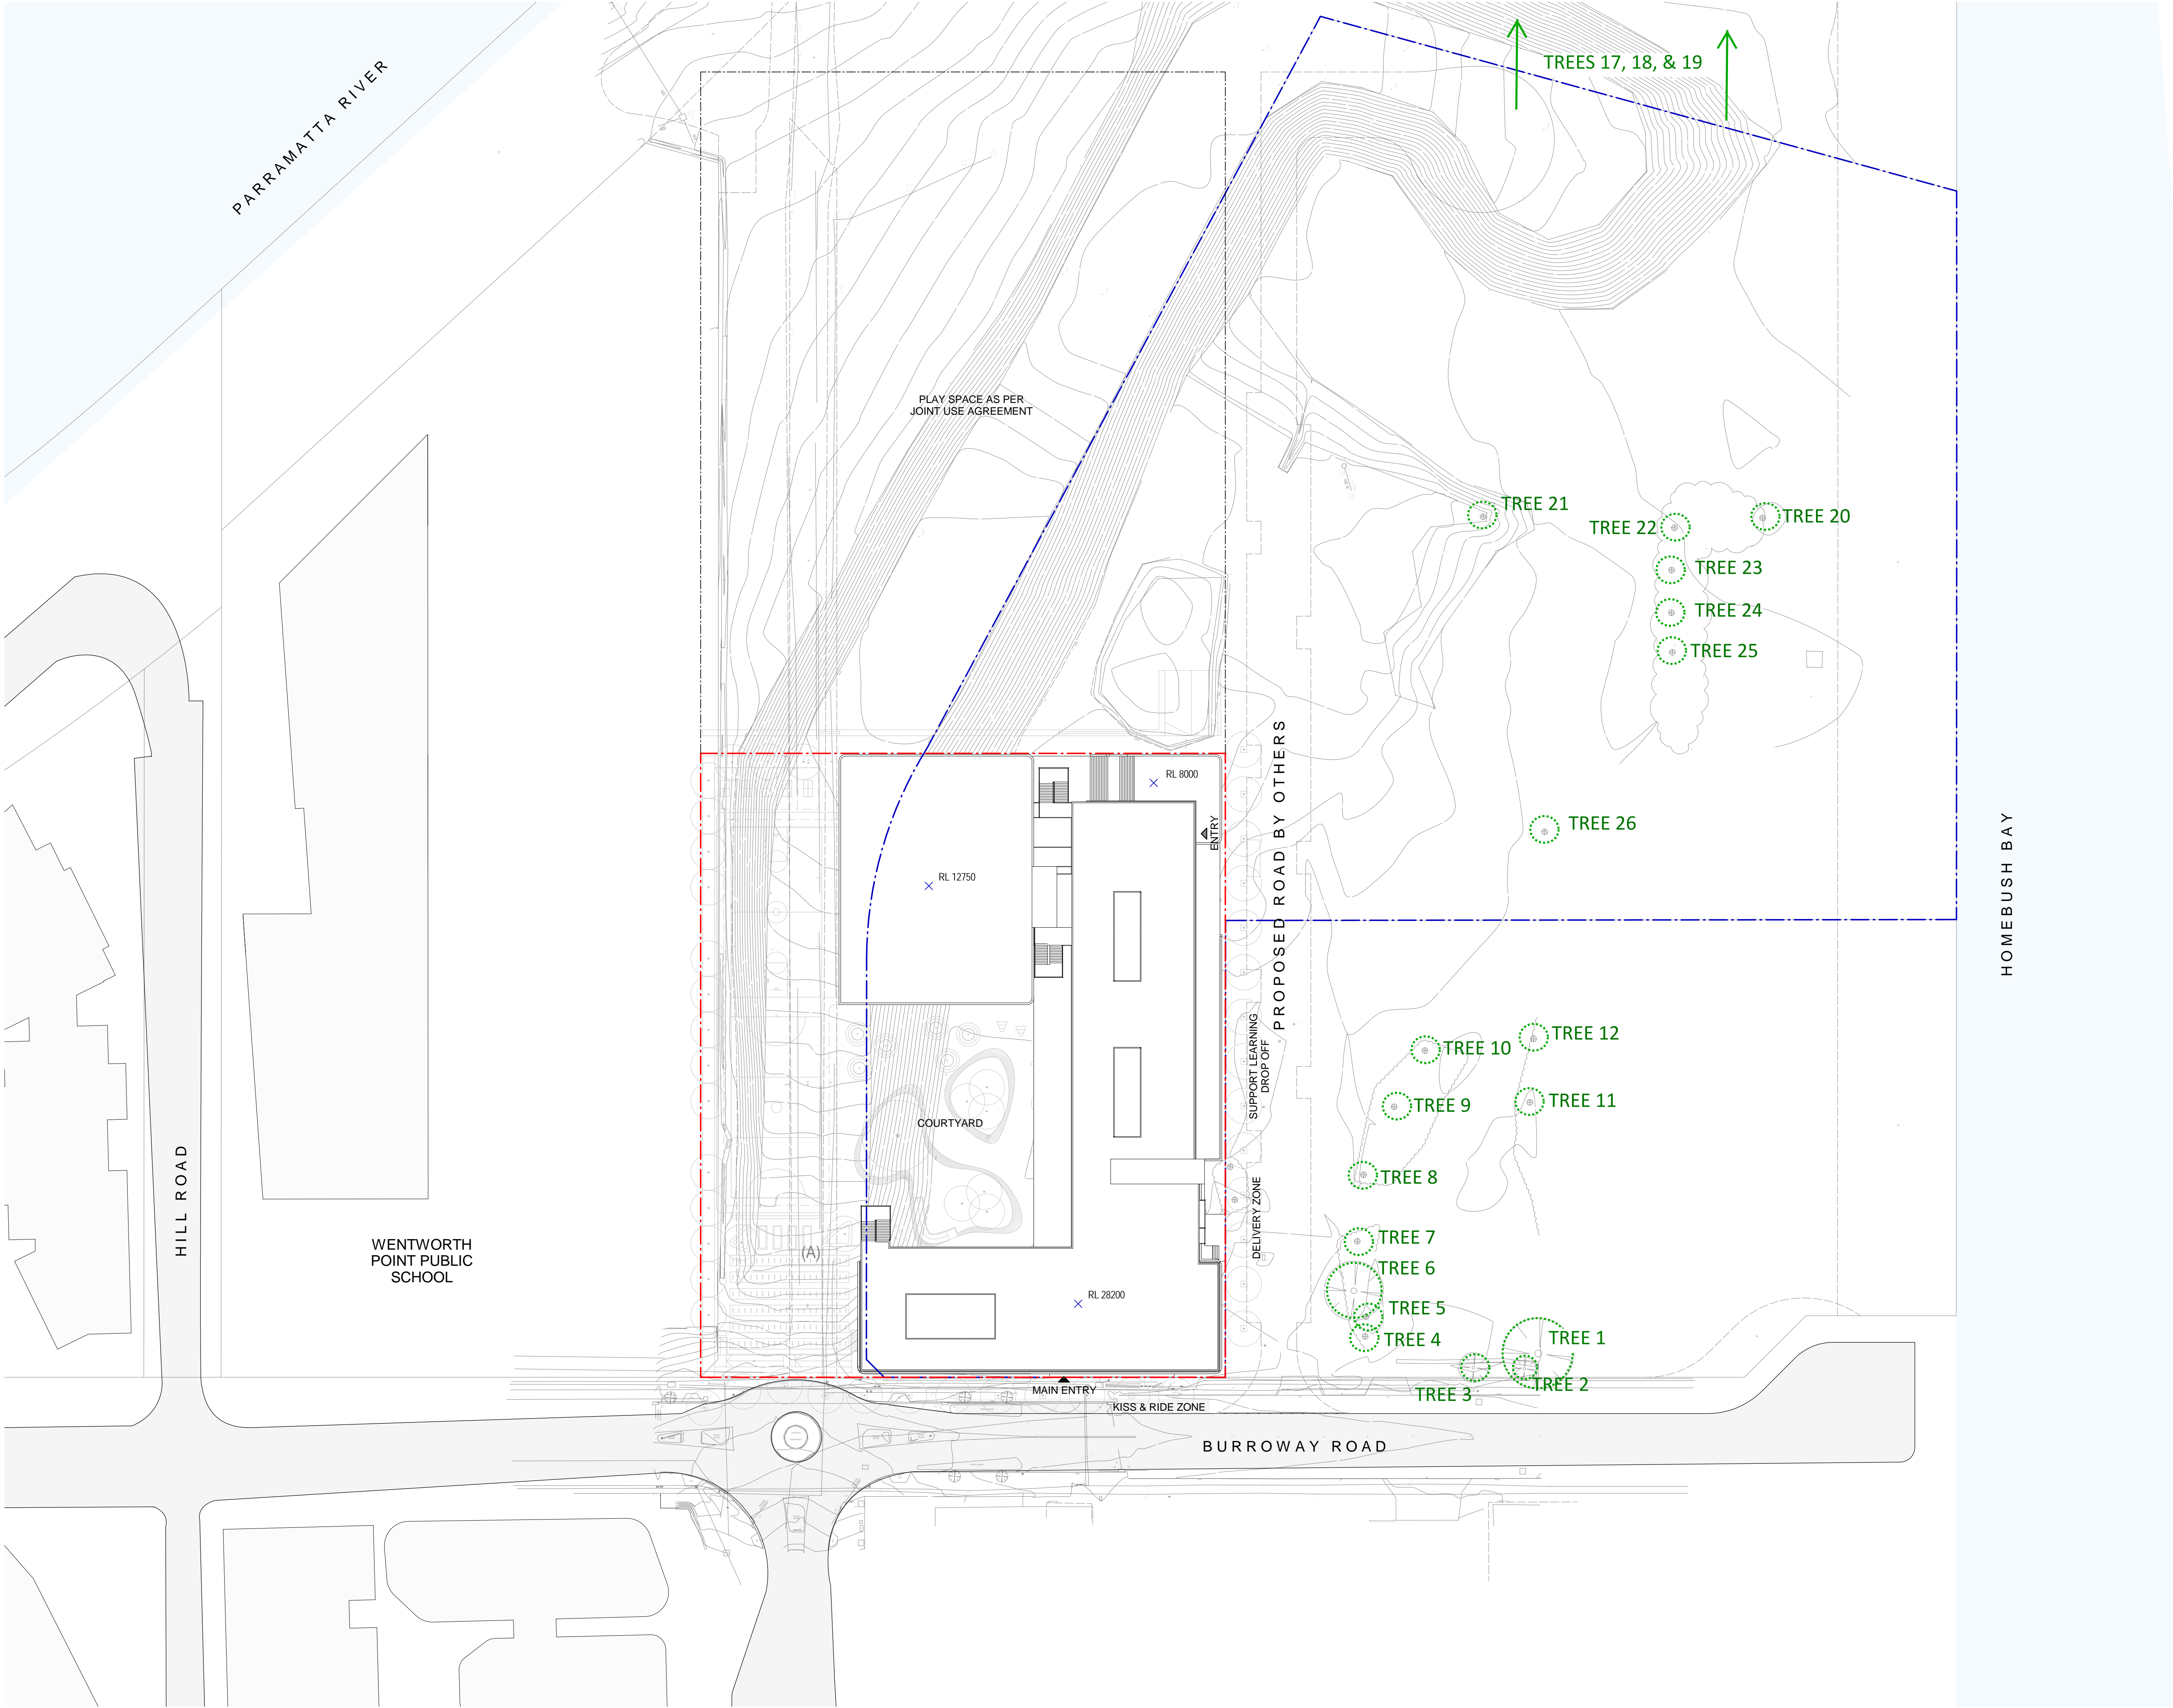 TREES 17, 18, & 19
PARRAMATTA RIVER
PLAY SPACE AS PER
JOINT USE AGREEMENT
TREE 21
TREE 22
TREE 20
TREE 23
TREE 24
TREE 25
RL 8000
ENTRY
PROPOSED ROAD BY OTHERS
TREE 26
RL 12750
HOMEBUSH BAY
SUPPORT LEARNING
DROP OFF
TREE 12
TREE 10
TREE 9
TREE 11
COURTYARD
TREE 8
HILL ROAD
DELIVERY ZONE
WENTWORTH
POINT PUBLIC
SCHOOL
(A)
TREE 7
TREE 6
RL 28200
TREE 5
TREE 4
TREE 1
TREE 2
TREE 3
MAIN ENTRY
KISS & RIDE ZONE
BURROWAY ROAD